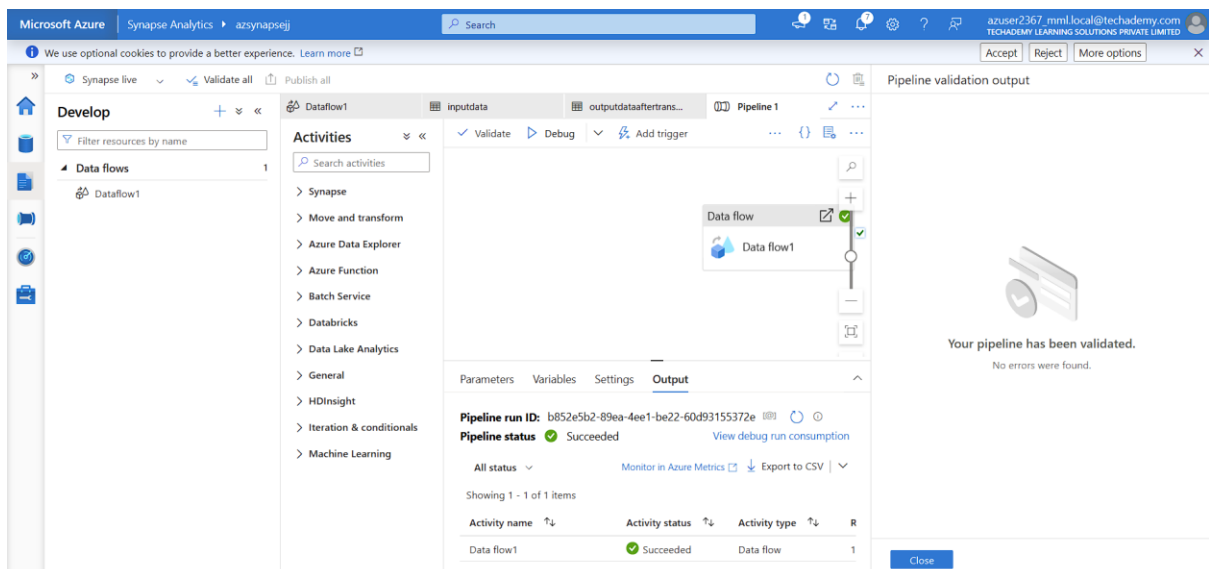 Microsoft Azure Synapse Analytics azsynapsejj Search 1 7 azuser2367_mml.local@techademy.com
TECHADEMY LEARNING SOLUTIONS PRIVATE LIMITED
We use optional cookies to provide a better experience. Learn more Accept Reject More options
Synapse live Validate all Publish all
Develop
Filter resources by name
Data flows 1
Dataflow1
Dataflow1 inputdata outputdataaftertrans... Pipeline 1
Activities
Search activities
Synapse
Move and transform
Azure Data Explorer
Azure Function
Batch Service
Databricks
Data Lake Analytics
General
HDInsight
Iteration & conditionals
Machine Learning
Validate Debug Add trigger
Data flow
Data flow1
Parameters Variables Settings Output
Pipeline run ID: b852e5b2-89ea-4ee1-be22-60d93155372e
Pipeline status Succeeded View debug run consumption
All status Monitor in Azure Metrics Export to CSV
Showing 1 - 1 of 1 items
Activity name Activity status Activity type R
Data flow1 Succeeded Data flow 1
Pipeline validation output
Your pipeline has been validated.
No errors were found.
Close